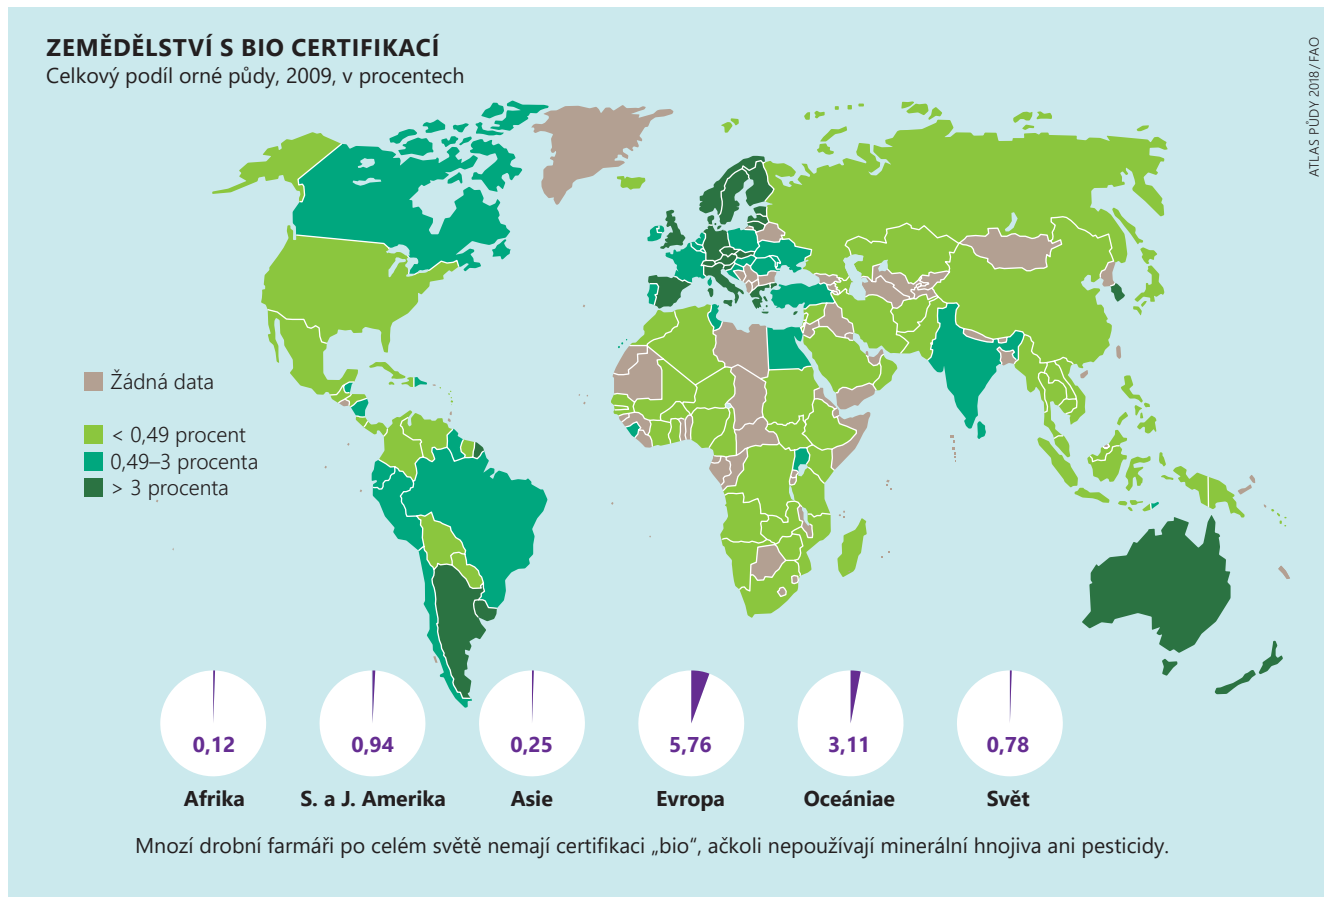 ZEMĚDĚLSTVÍ S BIO CERTIFIKACÍ
Celkový podíl orné půdy, 2009, v procentech
ATLAS PŮDY 2018 / FAO
Žádná data
< 0,49 procent
0,49–3 procenta
> 3 procenta
0,12
0,94
0,25
5,76
3,11
0,78
Afrika
S. a J. Amerika
Asie
Evropa
Oceániae
Svět
Mnozí drobní farmáři po celém světě nemají certifikaci „bio“, ačkoli nepoužívají minerální hnojiva ani pesticidy.